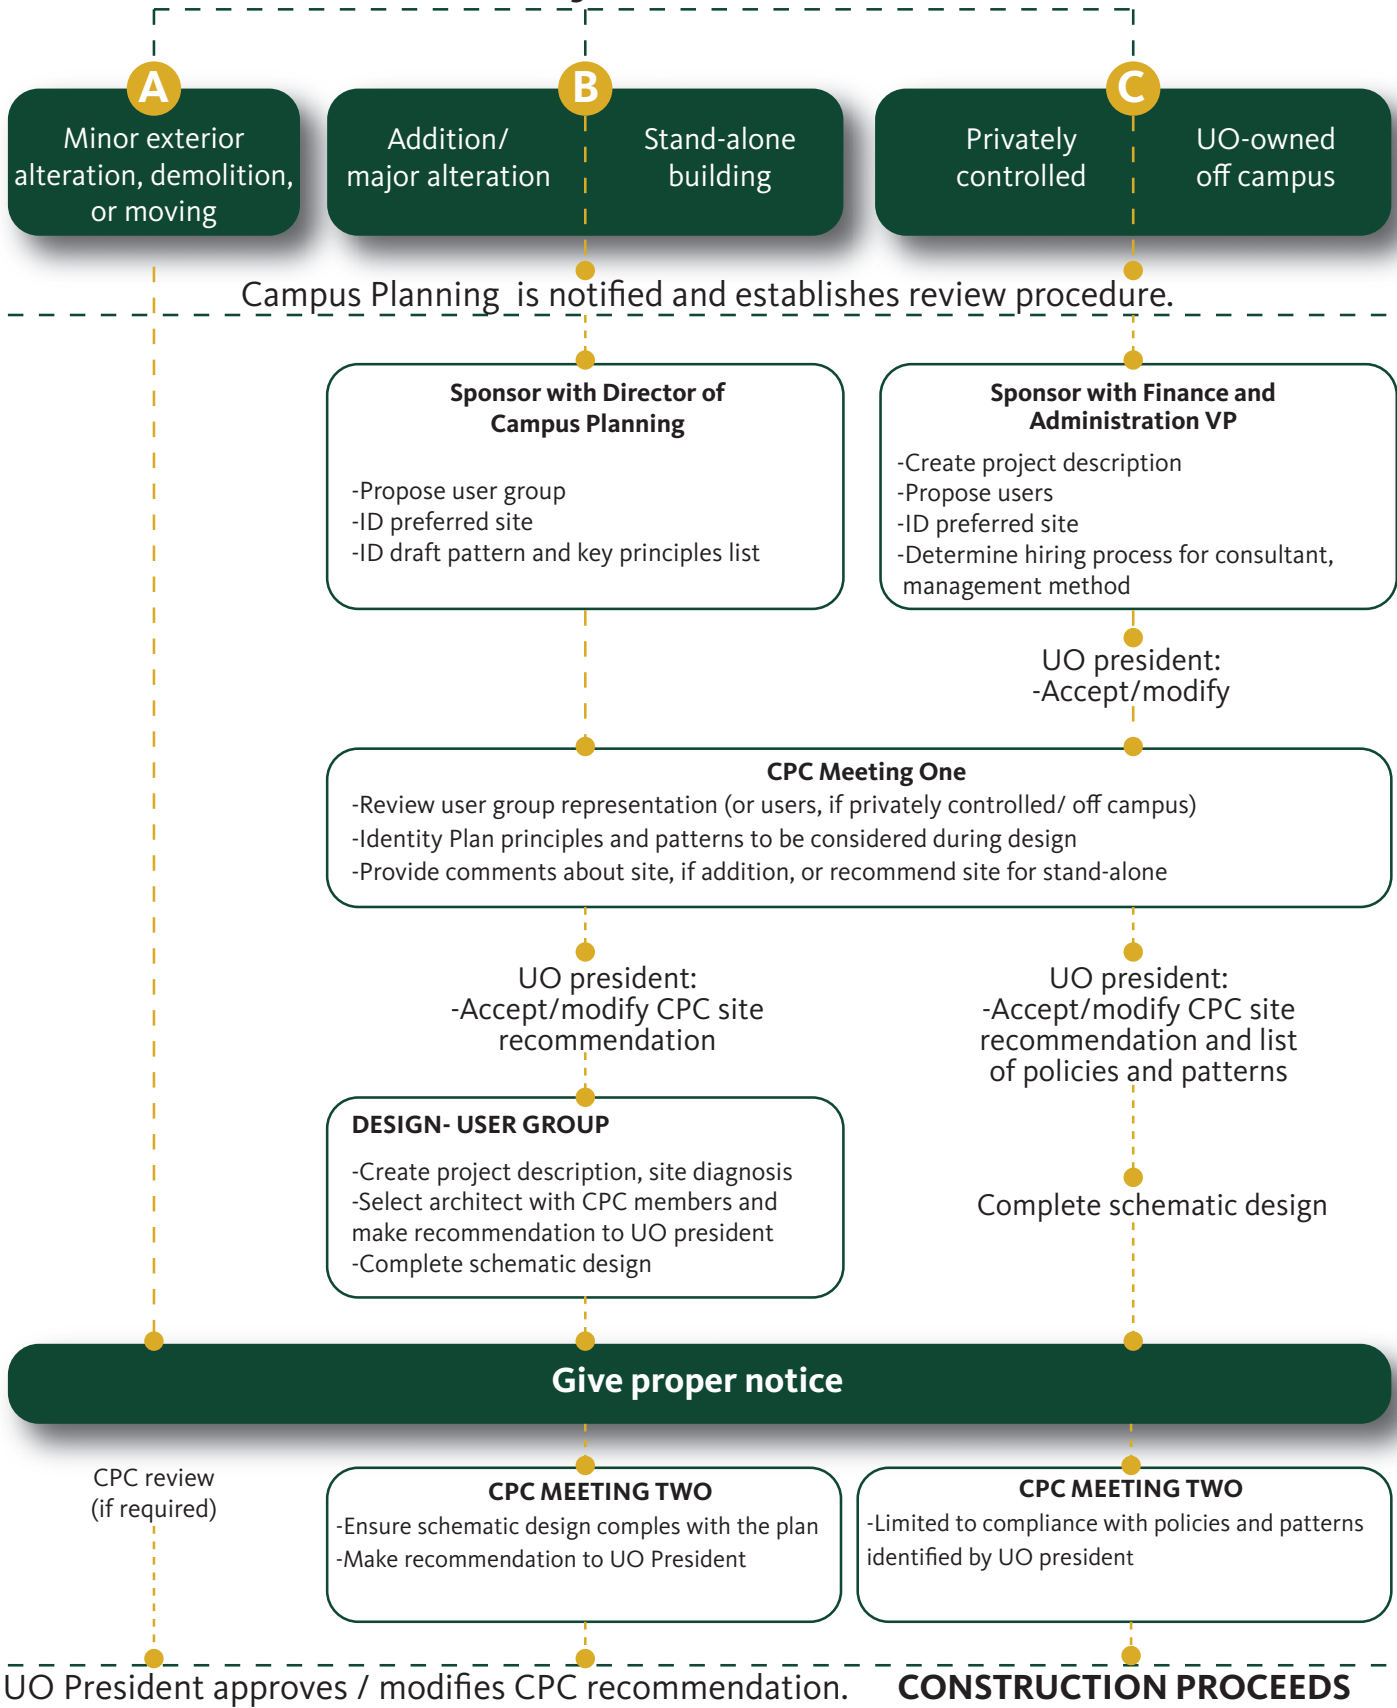 A
B
C
Minor exterior
alteration, demolition,
or moving
Addition/
major alteration
Stand-alone
building
Privately
controlled
UO-owned
off campus
Campus Planning is notified and establishes review procedure.
Sponsor with Director of
Campus Planning
-Propose user group
-ID preferred site
-ID draft pattern and key principles list
Sponsor with Finance and
Administration VP
-Create project description
-Propose users
-ID preferred site
-Determine hiring process for consultant,
management method
UO president:
-Accept/modify
CPC Meeting One
-Review user group representation (or users, if privately controlled/ off campus)
-Identity Plan principles and patterns to be considered during design
-Provide comments about site, if addition, or recommend site for stand-alone
UO president:
-Accept/modify CPC site
recommendation
UO president:
-Accept/modify CPC site
recommendation and list
of policies and patterns
DESIGN- USER GROUP
-Create project description, site diagnosis
-Select architect with CPC members and
make recommendation to UO president
-Complete schematic design
Complete schematic design
Give proper notice
CPC review
(if required)
CPC MEETING TWO
-Ensure schematic design comples with the plan
-Make recommendation to UO President
CPC MEETING TWO
-Limited to compliance with policies and patterns
identified by UO president
UO President approves / modifies CPC recommendation.
CONSTRUCTION PROCEEDS